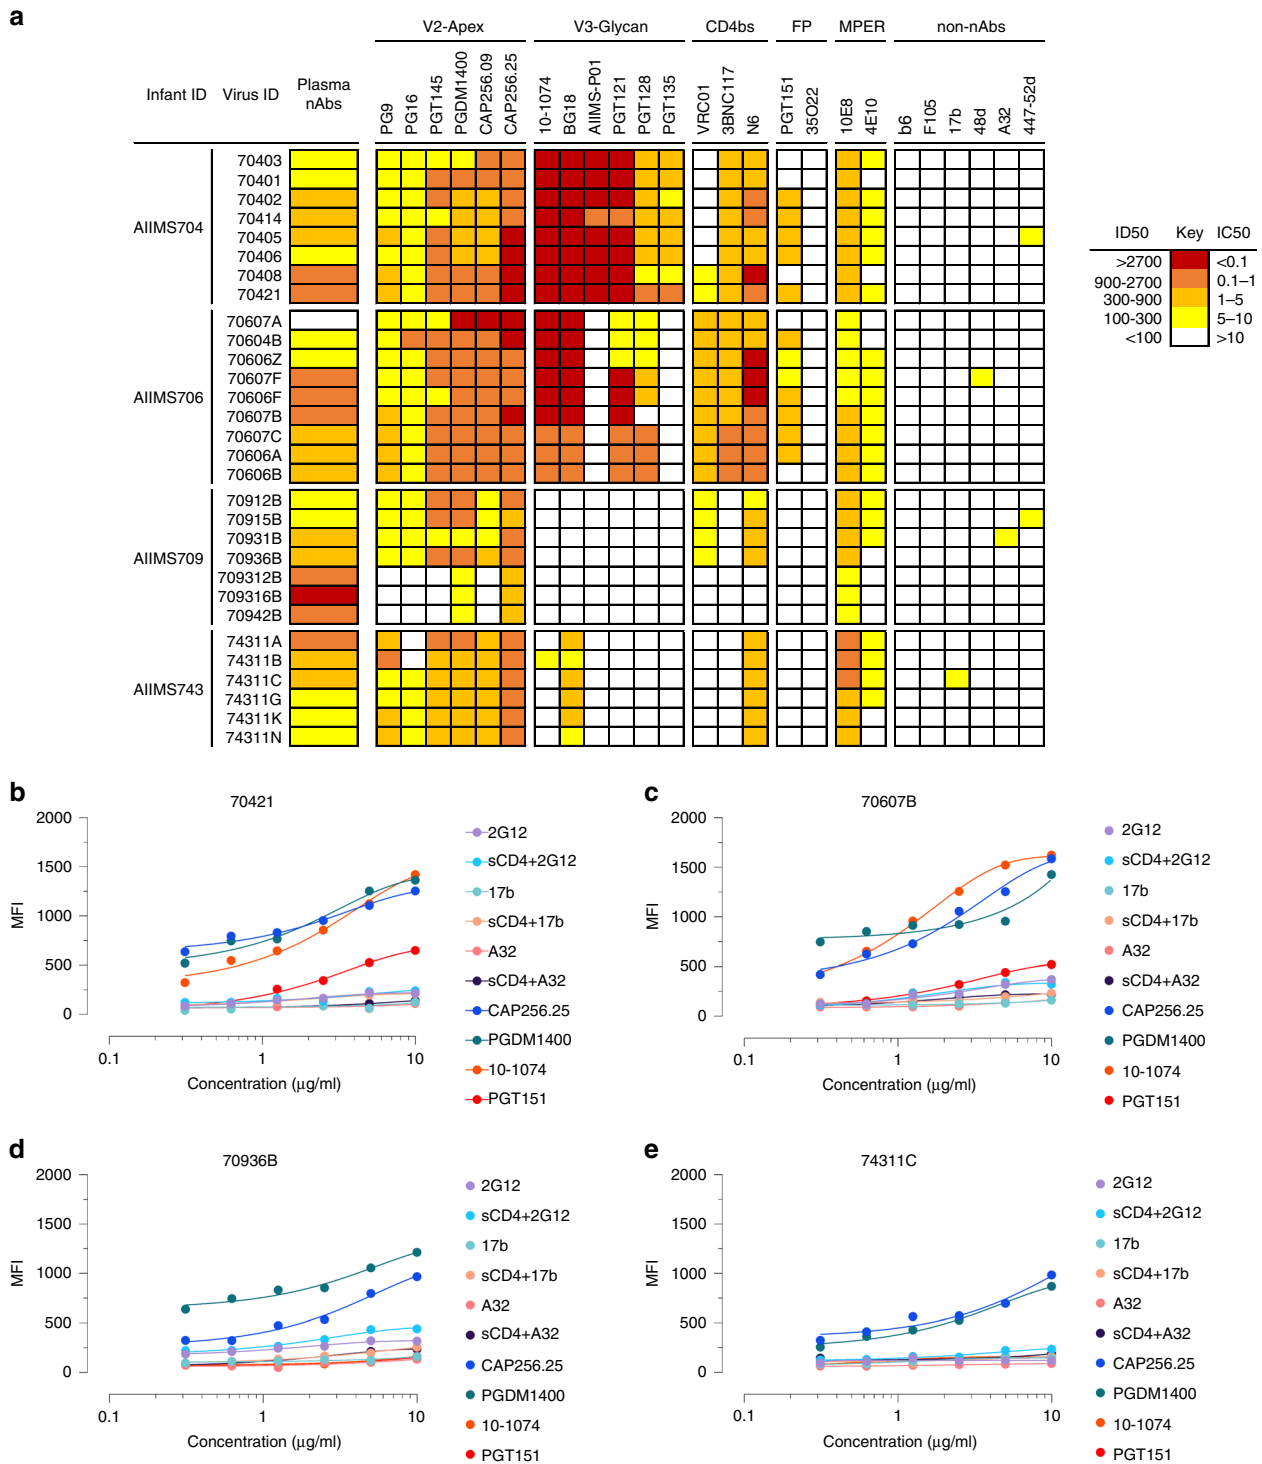 a
V2-Apex V3-Glycan CD4bs FP MPER non-nAbs
Infant ID Virus ID Plasma nAbs PG9 PG16 PGT145 PGDM1400 CAP256.09 CAP256.25 10-1074 BG18 AIIMS-P01 PGT121 PGT128 PGT135 VRC01 3BNC117 N6 PGT151 35O22 10E8 4E10 b6 F105 17b 48d A32 447-52d
AIIMS704
70403
70401
70402
70414
70405
70406
70408
70421
AIIMS706
70607A
70604B
70606Z
70607F
70606F
70607B
70607C
70606A
70606B
AIIMS709
70912B
70915B
70931B
70936B
709312B
709316B
70942B
AIIMS743
74311A
74311B
74311C
74311G
74311K
74311N
ID50 Key IC50
>2700 <0.1
900-2700 0.1–1
300-900 1–5
100-300 5–10
<100 >10
b
70421
MFI
2000
1500
1000
500
0
0.1 1 10
Concentration (µg/ml)
2G12
sCD4+2G12
17b
sCD4+17b
A32
sCD4+A32
CAP256.25
PGDM1400
10-1074
PGT151
c
70607B
MFI
2000
1500
1000
500
0
0.1 1 10
Concentration (µg/ml)
2G12
sCD4+2G12
17b
sCD4+17b
A32
sCD4+A32
CAP256.25
PGDM1400
10-1074
PGT151
d
70936B
MFI
2000
1500
1000
500
0
0.1 1 10
Concentration (µg/ml)
2G12
sCD4+2G12
17b
sCD4+17b
A32
sCD4+A32
CAP256.25
PGDM1400
10-1074
PGT151
e
74311C
MFI
2000
1500
1000
500
0
0.1 1 10
Concentration (µg/ml)
2G12
sCD4+2G12
17b
sCD4+17b
A32
sCD4+A32
CAP256.25
PGDM1400
10-1074
PGT151